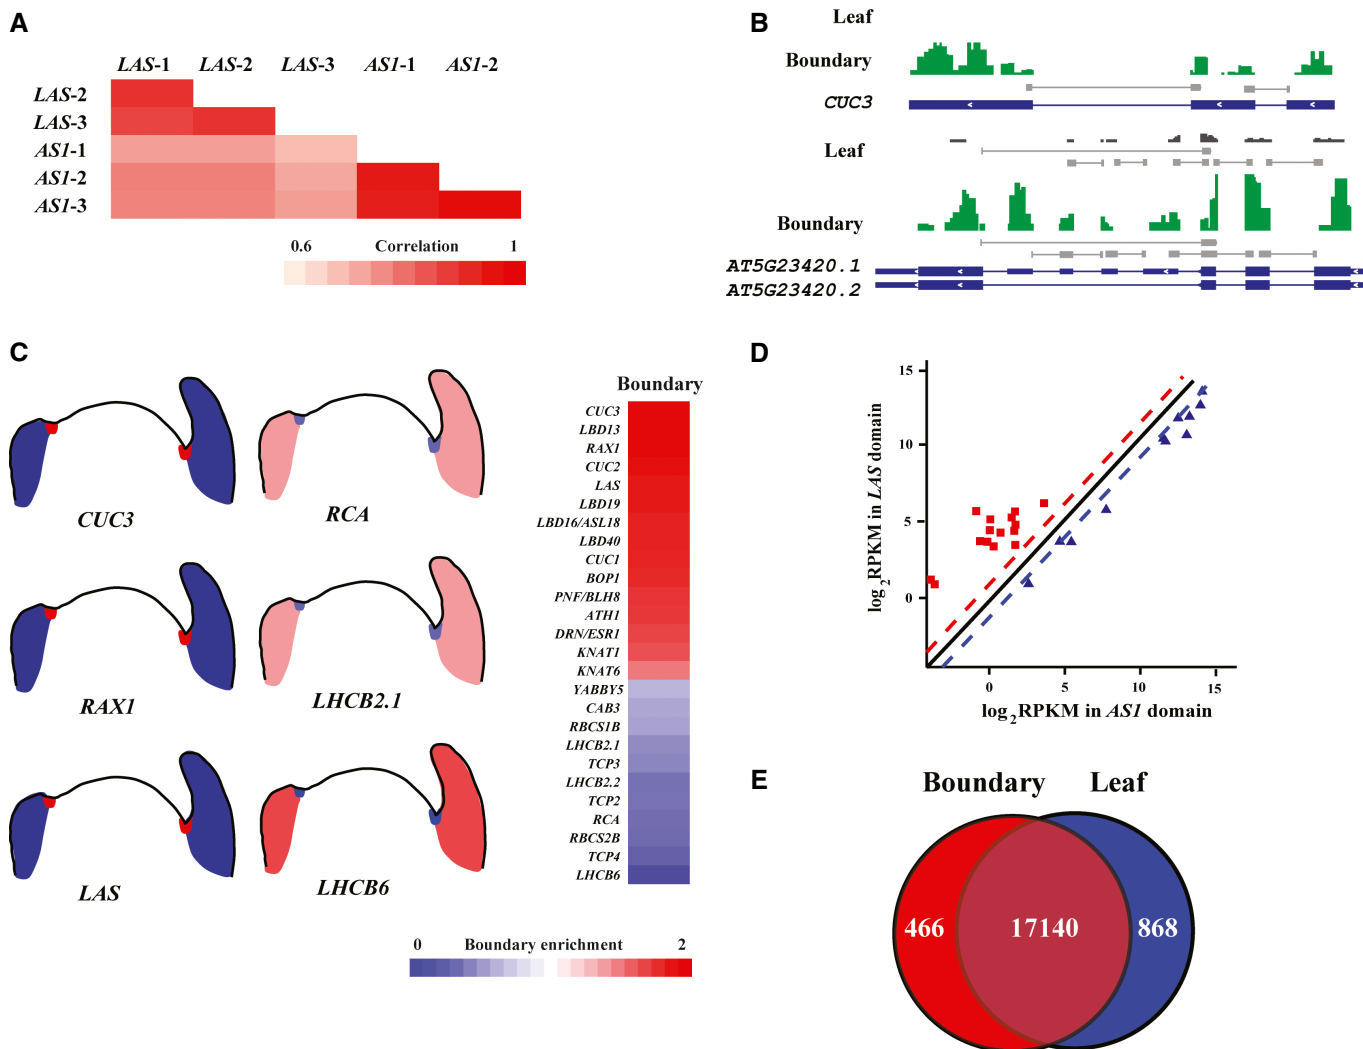 A
LAS-1 LAS-2 LAS-3 AS1-1 AS1-2
LAS-2
LAS-3
AS1-1
AS1-2
AS1-3
0.6 Correlation 1
B
Leaf
Boundary
CUC3
Leaf
Boundary
AT5G23420.1
AT5G23420.2
C
CUC3
RCA
RAX1
LHCB2.1
LAS
LHCB6
Boundary
CUC3
LBD13
RAX1
CUC2
LAS
LBD19
LBD16/ASL18
LBD40
CUC1
BOP1
PNF/BLH8
ATH1
DRN/ESR1
KNAT1
KNAT6
YABBY5
CAB3
RBCS1B
LHCB2.1
TCP3
LHCB2.2
TCP2
RCA
RBCS2B
TCP4
LHCB6
0 Boundary enrichment 2
D
15
10
5
0
log2RPKM in LAS domain
0 5 10 15
log2RPKM in AS1 domain
E
Boundary Leaf
466 17140 868